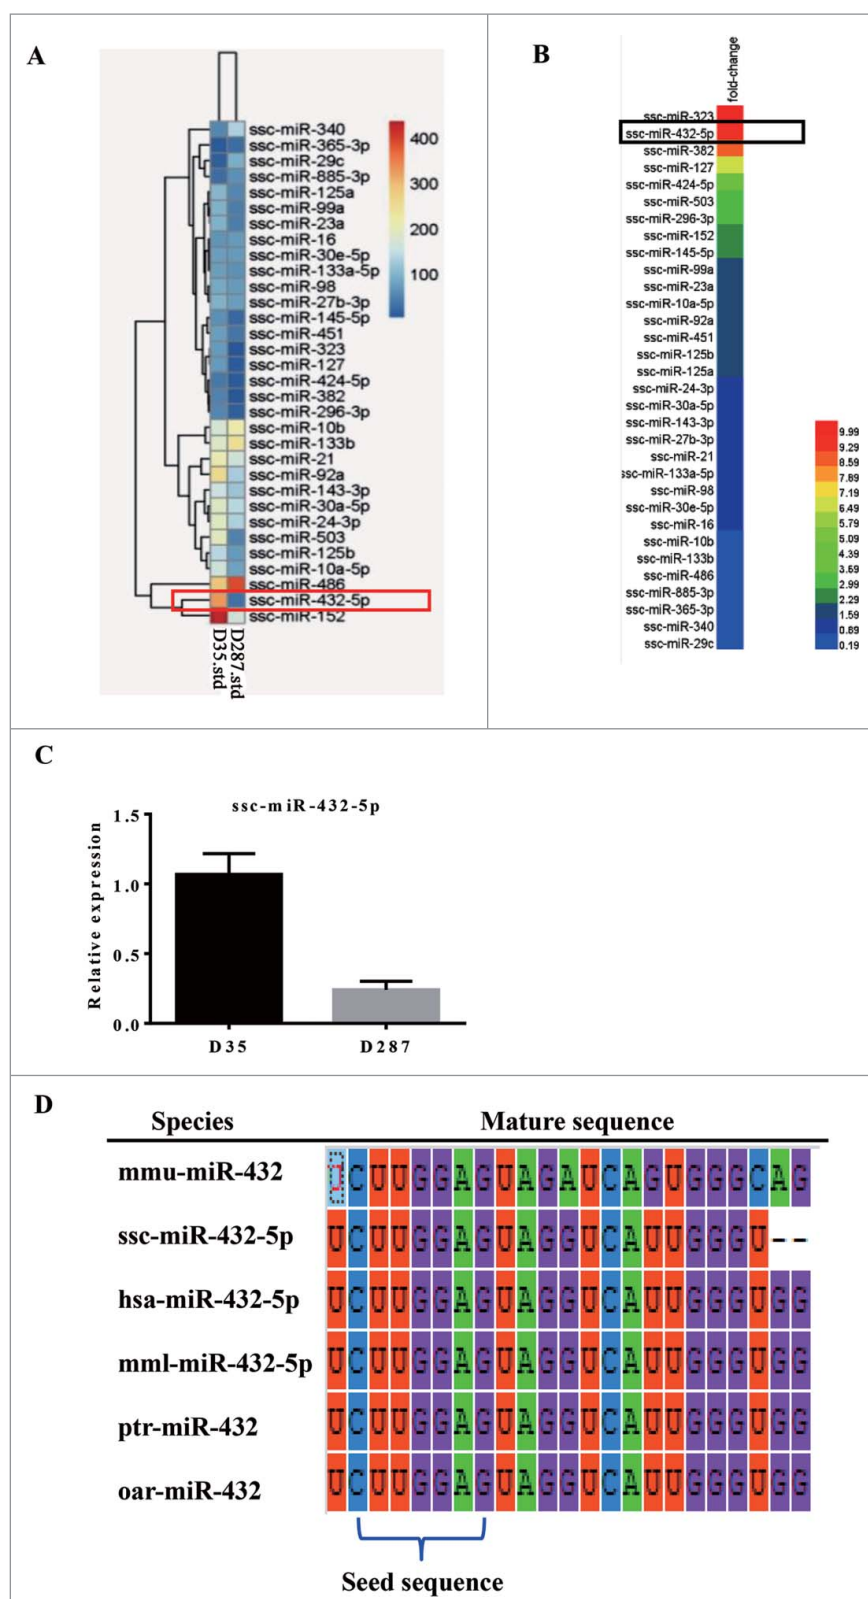 A
ssc-miR-340
ssc-miR-365-3p
ssc-miR-29c
ssc-miR-885-3p
ssc-miR-125a
ssc-miR-99a
ssc-miR-23a
ssc-miR-16
ssc-miR-30e-5p
ssc-miR-133a-5p
ssc-miR-98
ssc-miR-27b-3p
ssc-miR-145-5p
ssc-miR-451
ssc-miR-323
ssc-miR-127
ssc-miR-424-5p
ssc-miR-382
ssc-miR-296-3p
ssc-miR-10b
ssc-miR-133b
ssc-miR-21
ssc-miR-92a
ssc-miR-143-3p
ssc-miR-30a-5p
ssc-miR-24-3p
ssc-miR-503
ssc-miR-125b
ssc-miR-10a-5p
ssc-miR-486
ssc-miR-432-5p
ssc-miR-152
400
300
200
100
D35.std
D287.std
B
fold-change
ssc-miR-323
ssc-miR-432-5p
ssc-miR-382
ssc-miR-127
ssc-miR-424-5p
ssc-miR-503
ssc-miR-296-3p
ssc-miR-152
ssc-miR-145-5p
ssc-miR-99a
ssc-miR-23a
ssc-miR-10a-5p
ssc-miR-92a
ssc-miR-451
ssc-miR-125b
ssc-miR-125a
ssc-miR-24-3p
ssc-miR-30a-5p
ssc-miR-143-3p
ssc-miR-27b-3p
ssc-miR-21
ssc-miR-133a-5p
ssc-miR-98
ssc-miR-30e-5p
ssc-miR-16
ssc-miR-10b
ssc-miR-133b
ssc-miR-486
ssc-miR-885-3p
ssc-miR-365-3p
ssc-miR-340
ssc-miR-29c
9.99
9.29
8.59
7.89
7.19
6.49
5.79
5.09
4.39
3.69
2.99
2.29
1.59
0.89
0.19
C
ssc-miR-432-5p
Relative expression
1.5
1.0
0.5
0.0
D35 D287
D
Species Mature sequence
mmu-miR-432 UCUUGGAGUAGAUCAGUGGGCAG
ssc-miR-432-5p UCUUGGAGUAGGUCAUUGGGU--
hsa-miR-432-5p UCUUGGAGUAGGUCAUUGGGUGG
mml-miR-432-5p UCUUGGAGUAGGUCAUUGGGUGG
ptr-miR-432 UCUUGGAGUAGGUCAUUGGGUGG
oar-miR-432 UCUUGGAGUAGGUCAUUGGGUGG
Seed sequence